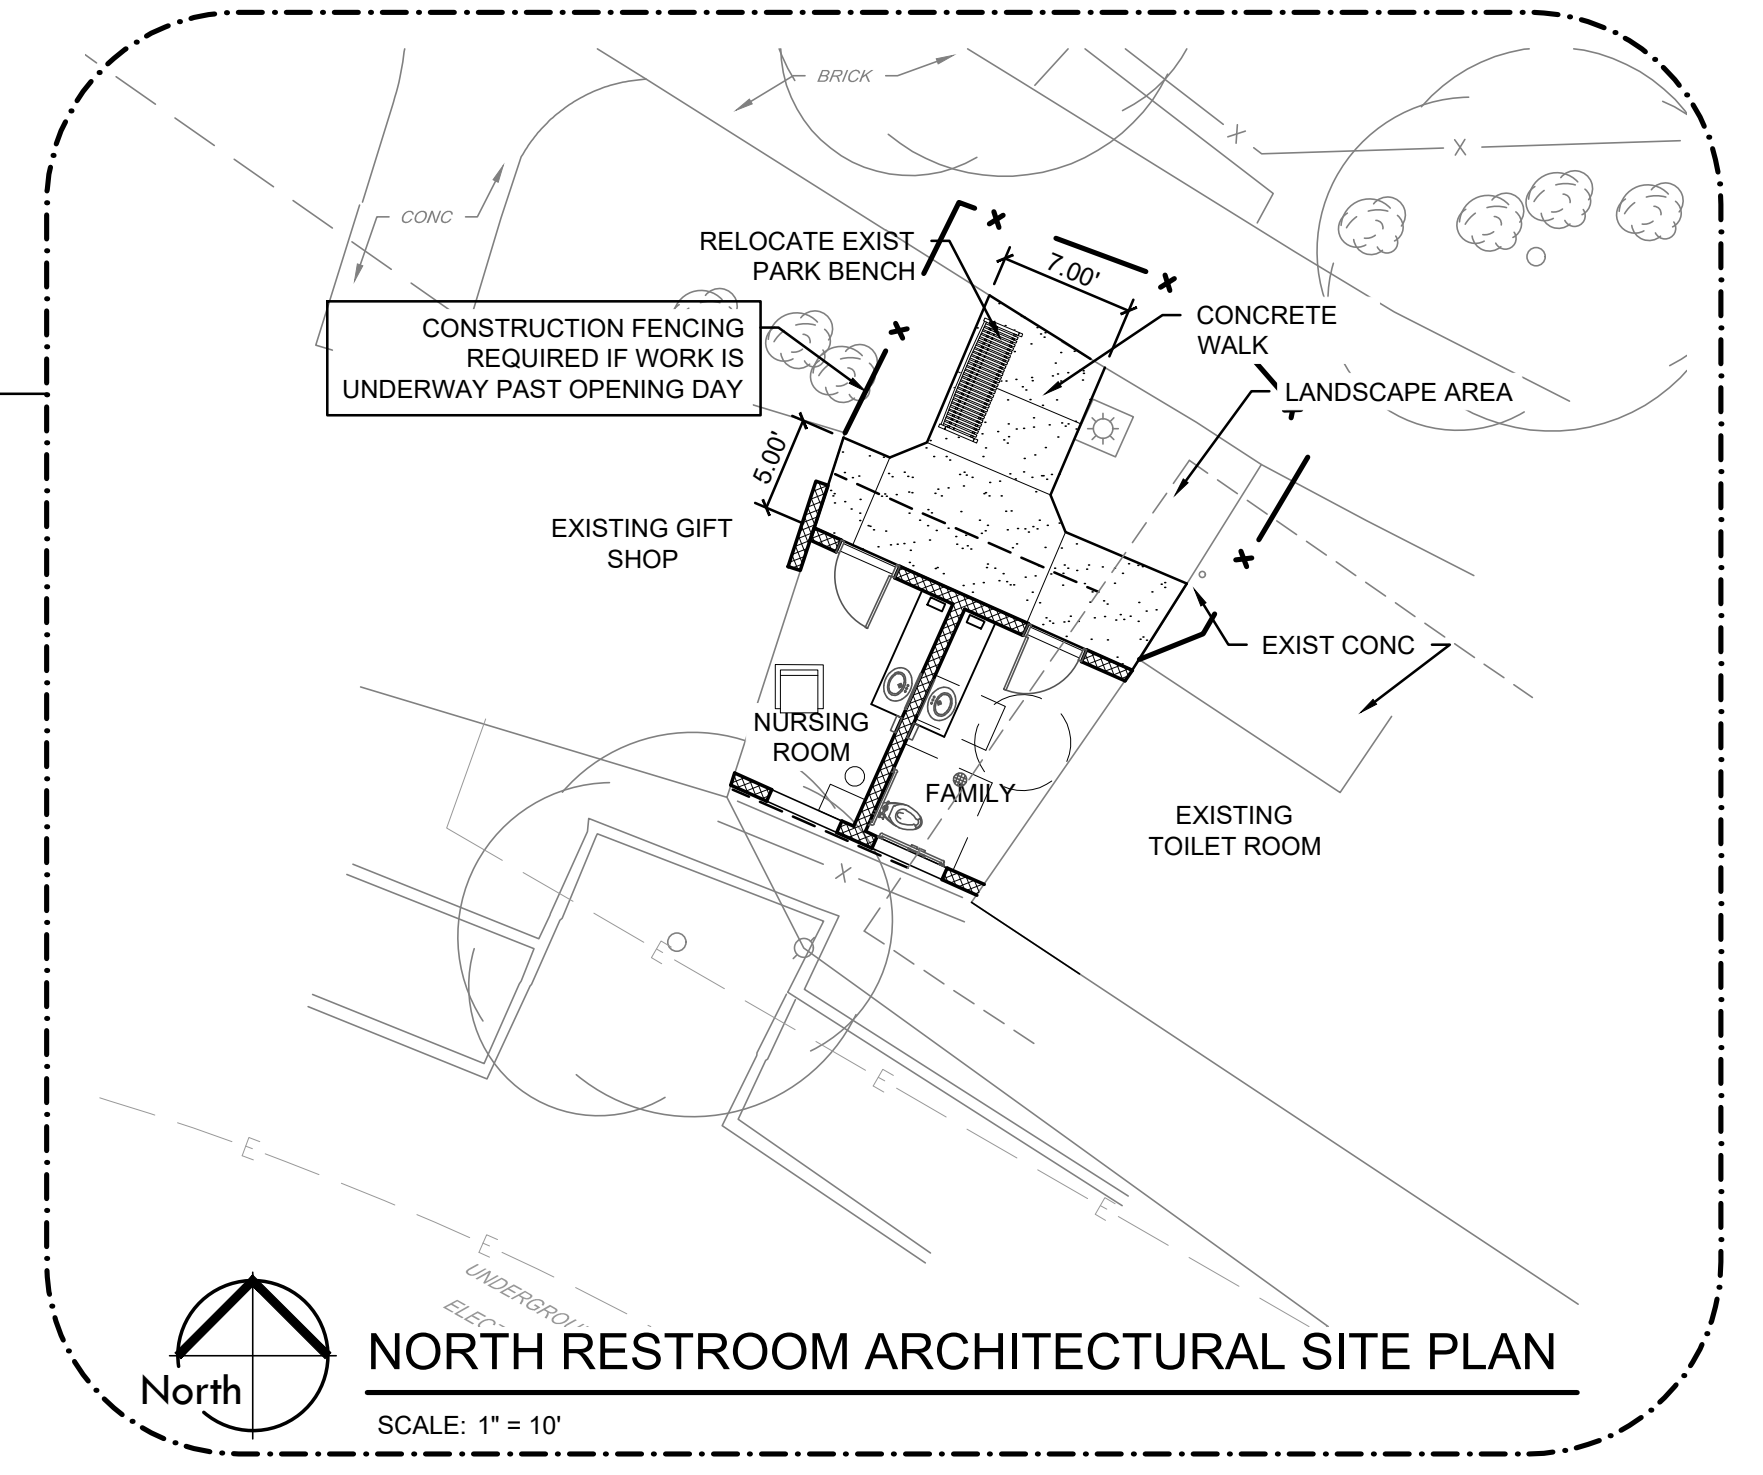 BRICK
X
X
CONC
RELOCATE EXIST
PARK BENCH
7.00'
CONSTRUCTION FENCING
REQUIRED IF WORK IS
UNDERWAY PAST OPENING DAY
CONCRETE
WALK
LANDSCAPE AREA
5.00'
EXISTING GIFT
SHOP
EXIST CONC
NURSING
ROOM
FAMILY
EXISTING
TOILET ROOM
X
E
E
E
E
E
North
NORTH RESTROOM ARCHITECTURAL SITE PLAN
SCALE: 1" = 10'